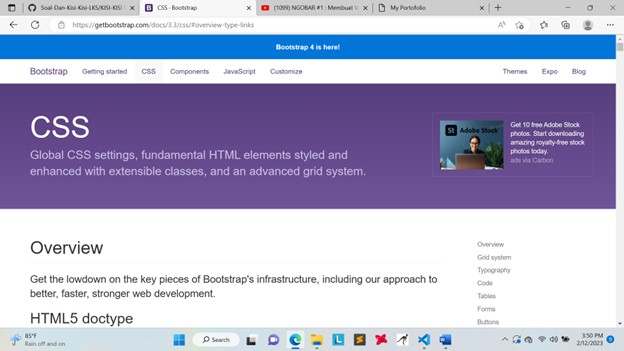 Soal-Dan-Kisi-Kisi-LKS/KISI-KISI
CSS · Bootstrap
(1099) NGOBAR #1 : Membuat V
My Portofolio
https://getbootstrap.com/docs/3.3/css/#overview-type-links
Bootstrap 4 is here!
Bootstrap Getting started CSS Components JavaScript Customize Themes Expo Blog
CSS
Global CSS settings, fundamental HTML elements styled and
enhanced with extensible classes, and an advanced grid system.
St Adobe Stock
Get 10 free Adobe Stock
photos. Start downloading
amazing royalty-free stock
photos today.
ads via Carbon
Overview
Get the lowdown on the key pieces of Bootstrap's infrastructure, including our approach to
better, faster, stronger web development.
HTML5 doctype
Overview
Grid system
Typography
Code
Tables
Forms
Buttons
85°F
Rain off and on
Search
3:50 PM
2/12/2023